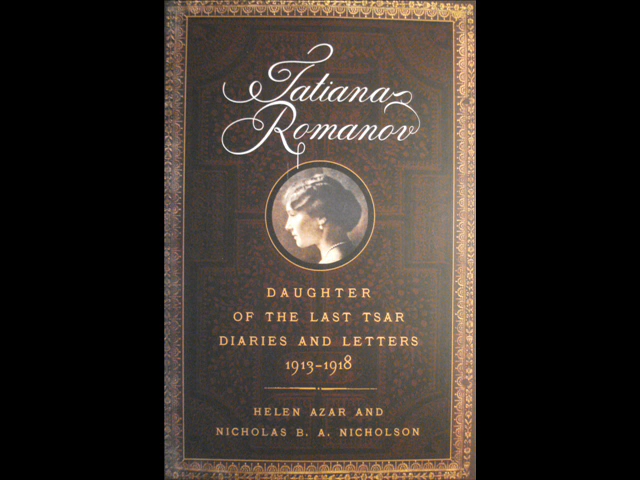 Tatiana
Romanov
DAUGHTER
OF THE LAST TSAR
DIARIES AND LETTERS
1913–1918
HELEN AZAR AND
NICHOLAS B. A. NICHOLSON